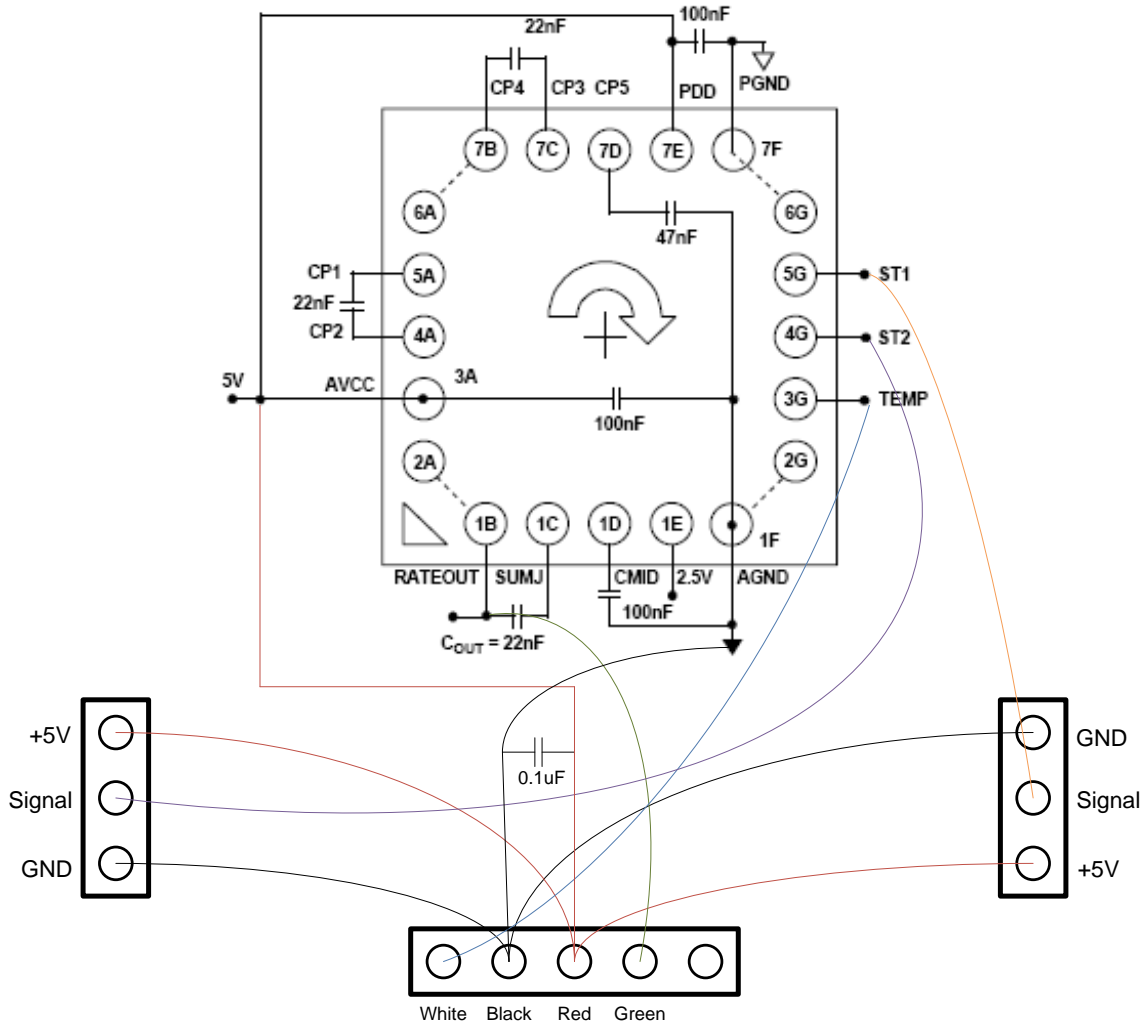 100nF
22nF
PGND
CP4 CP3 CP5 PDD
7B 7C 7D 7E 7F
6A 6G
47nF
CP1 5A 5G ST1
22nF
CP2 4A 4G ST2
5V AVCC 3A 3G TEMP
100nF
2A 2G
1B 1C 1D 1E 1F
RATEOUT SUMJ CMID 2.5V AGND
100nF
COUT = 22nF
+5V GND
0.1uF
Signal Signal
GND +5V
White Black Red Green